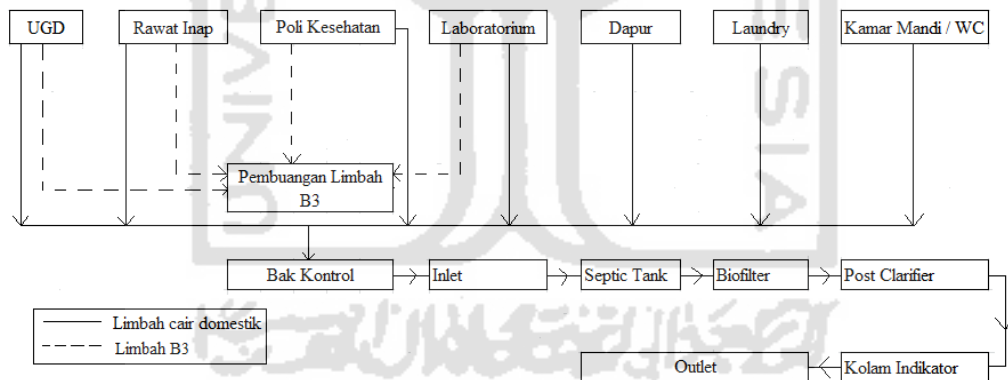 UGD
Rawat Inap
Poli Kesehatan
Laboratorium
Dapur
Laundry
Kamar Mandi / WC
Pembuangan Limbah
B3
Bak Kontrol
Inlet
Septic Tank
Biofilter
Post Clarifier
Limbah cair domestik
Limbah B3
Outlet
Kolam Indikator